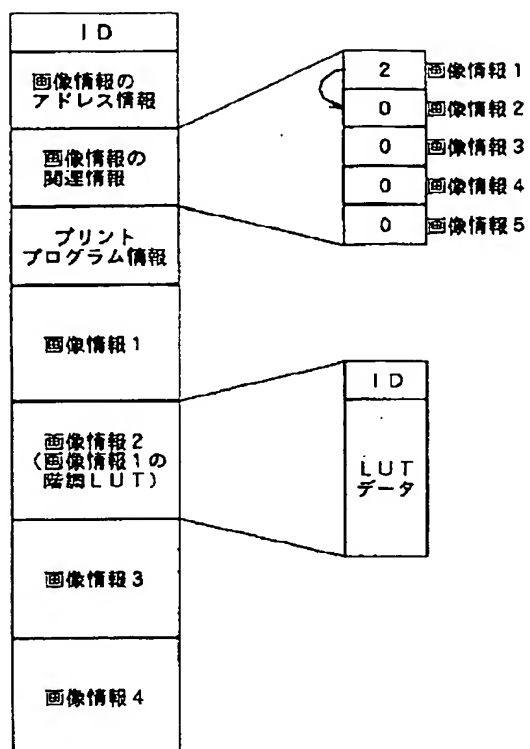 ID
画像情報の
アドレス情報
画像情報の
関連情報
プリント
プログラム情報
画像情報1
画像情報2
(画像情報1の
階調LUT)
画像情報3
画像情報4
2 画像情報1
0 画像情報2
0 画像情報3
0 画像情報4
0 画像情報5
ID
LUT
データ